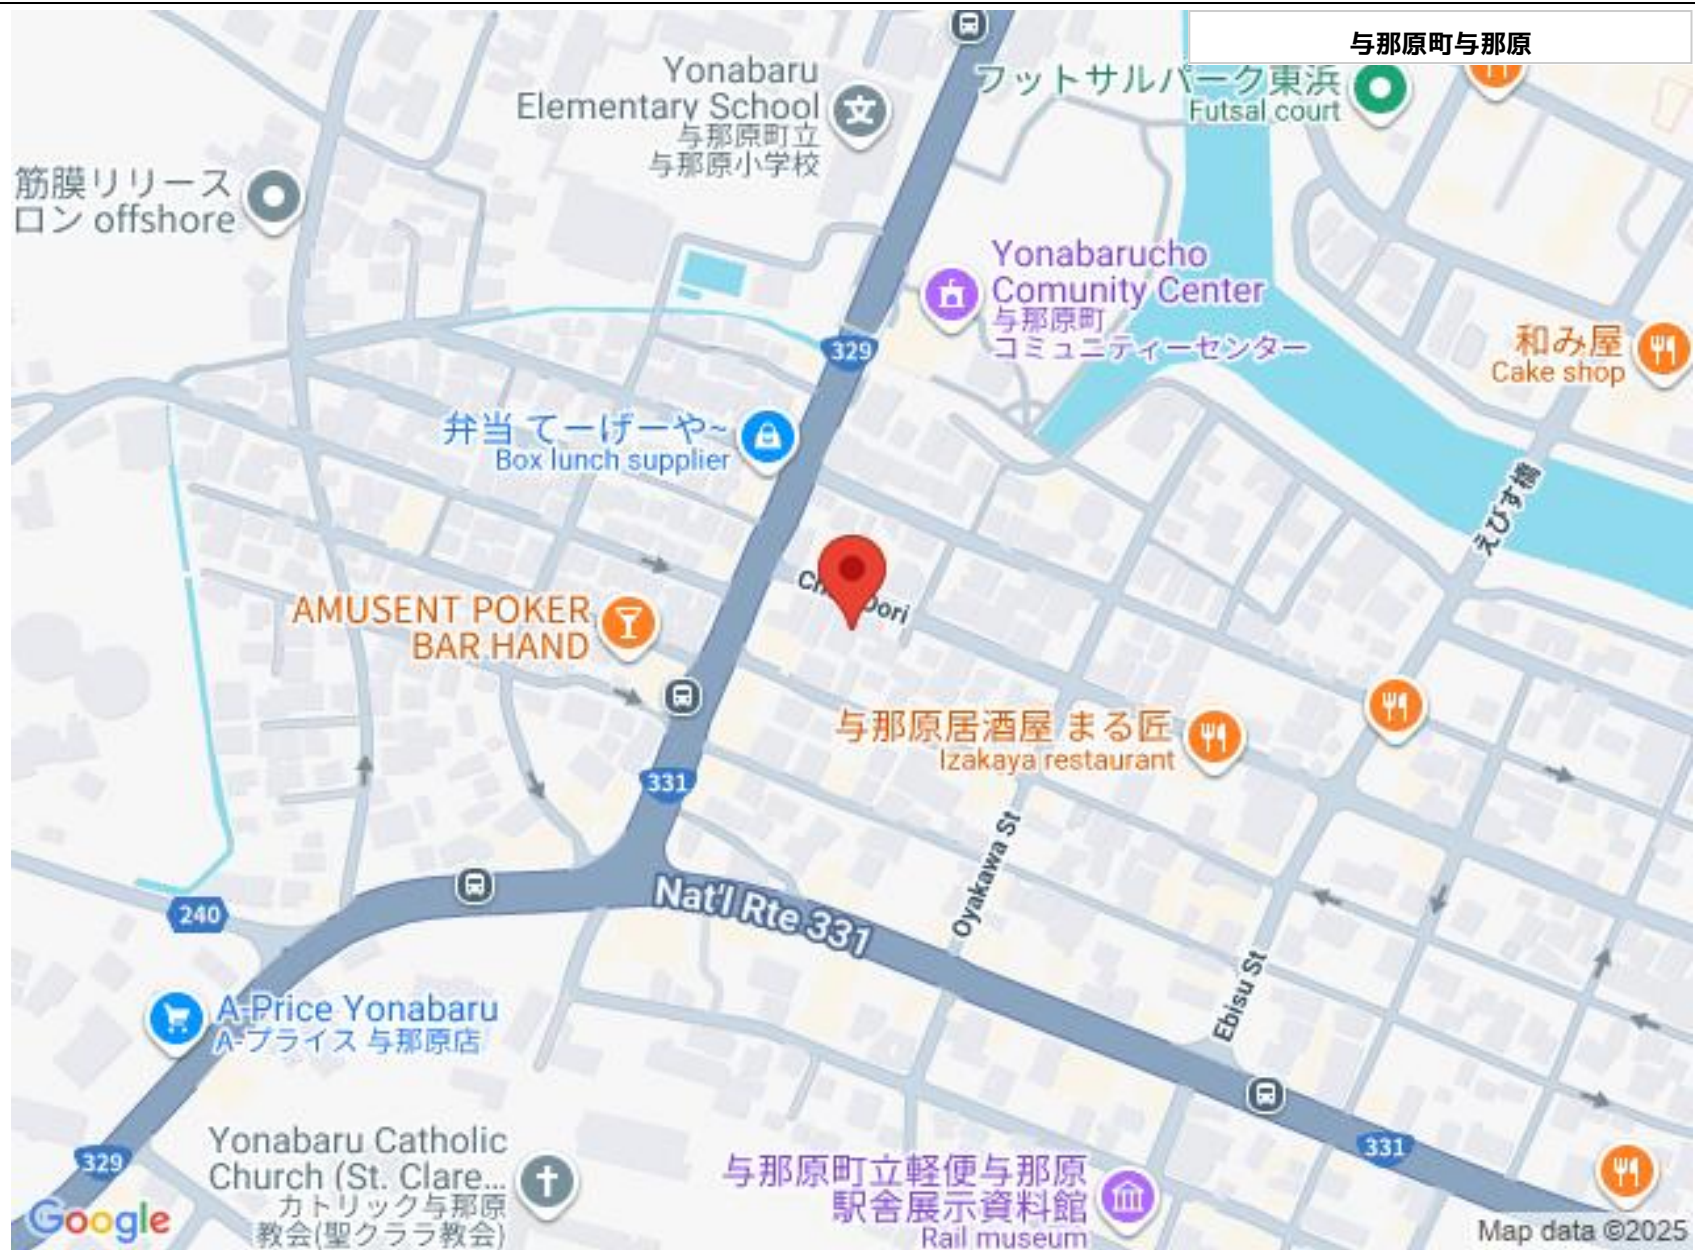 与那原町与那原
Yonabaru
Elementary School
与那原町立
与那原小学校
フットサルパーク東浜
Futsal court
筋膜リリース
ロン offshore
Yonabarucho
Comunity Center
与那原町
コミュニティーセンター
329
和み屋
Cake shop
弁当 てーげーや~
Box lunch supplier
えびす橋
AMUSENT POKER
BAR HAND
Dori
与那原居酒屋 まる匠
Izakaya restaurant
331
Oyakawa St
Nat'l Rte 331
240
Ebisu St
A-Price Yonabaru
A-プライス 与那原店
Yonabaru Catholic
Church (St. Clare...
カトリック与那原
教会(聖クララ教会)
329
与那原町立軽便与那原
駅舎展示資料館
Rail museum
331
Google
Map data ©2025